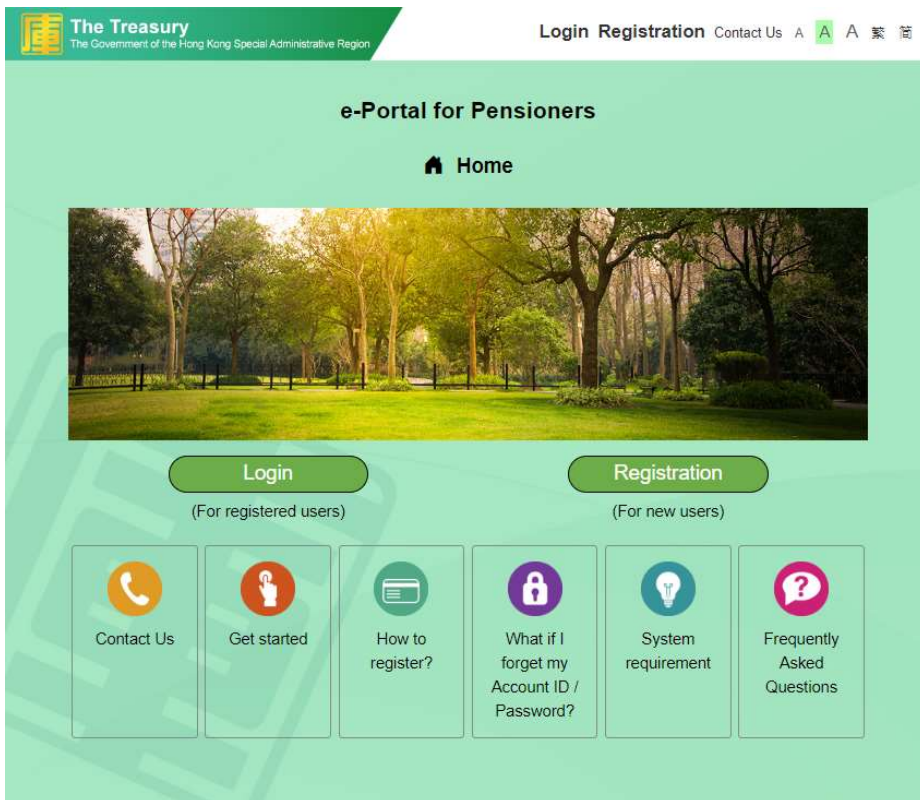 庫
The Treasury
The Government of the Hong Kong Special Administrative Region
Login Registration Contact Us A A A 繁 简
e-Portal for Pensioners
Home
Login
Registration
(For registered users)
(For new users)
Contact Us
Get started
How to
register?
What if I
forget my
Account ID /
Password?
System
requirement
?
Frequently
Asked
Questions